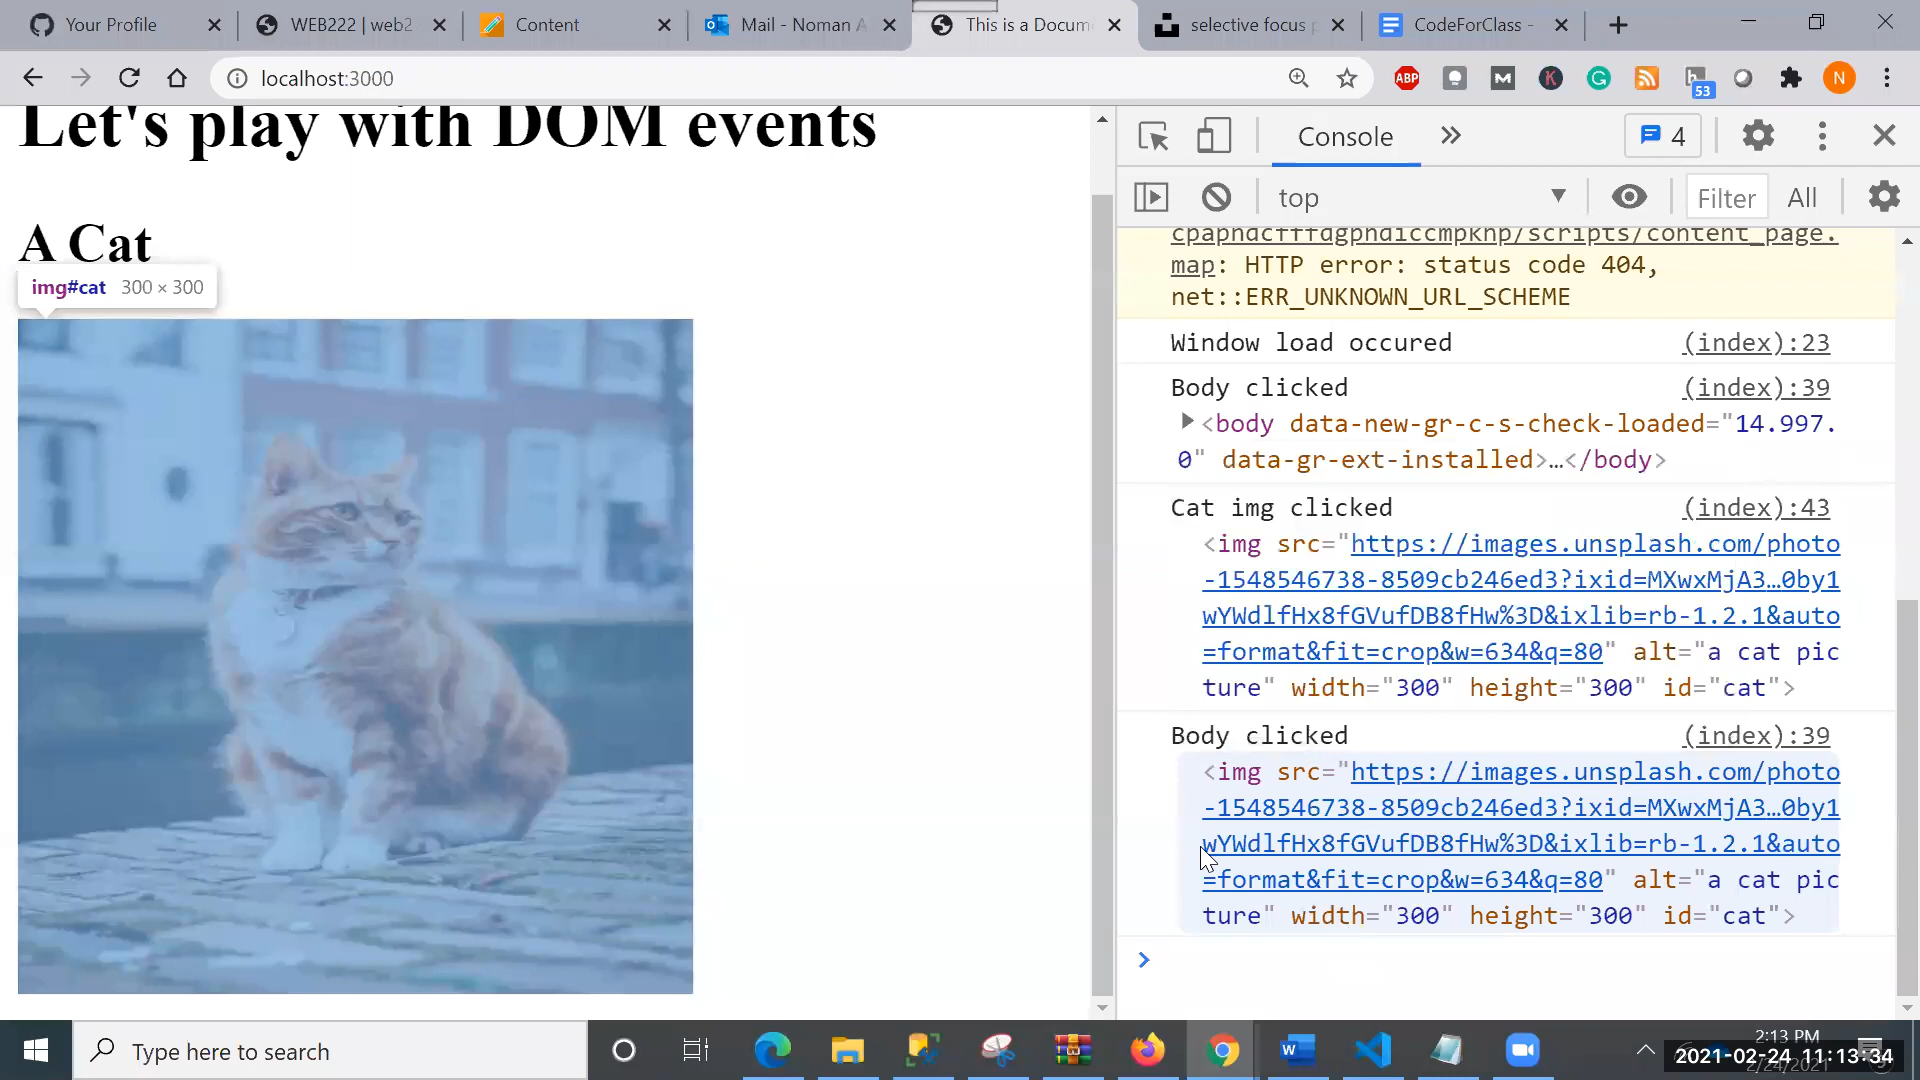 Your Profile
WEB222 | web2
Content
Mail - Noman A
This is a Docum
selective focus p
CodeForClass -
localhost:3000
ABP
M
K
G
53
N
Let's play with DOM events
A Cat
img#cat 300 × 300
Console
4
top
Filter
All
cpaphdcfffdgphdiccmpkhp/scripts/content_page.
map: HTTP error: status code 404,
net::ERR_UNKNOWN_URL_SCHEME
Window load occured (index):23
Body clicked (index):39
<body data-new-gr-c-s-check-loaded="14.997.
0" data-gr-ext-installed>…</body>
Cat img clicked (index):43
<img src="https://images.unsplash.com/photo
-1548546738-8509cb246ed3?ixid=MXwxMjA3…0by1
wYWdlfHx8fGVufDB8fHw%3D&ixlib=rb-1.2.1&auto
=format&fit=crop&w=634&q=80" alt="a cat pic
ture" width="300" height="300" id="cat">
Body clicked (index):39
<img src="https://images.unsplash.com/photo
-1548546738-8509cb246ed3?ixid=MXwxMjA3…0by1
wYWdlfHx8fGVufDB8fHw%3D&ixlib=rb-1.2.1&auto
=format&fit=crop&w=634&q=80" alt="a cat pic
ture" width="300" height="300" id="cat">
Type here to search
2:13 PM
2021-02-24 11:13:34